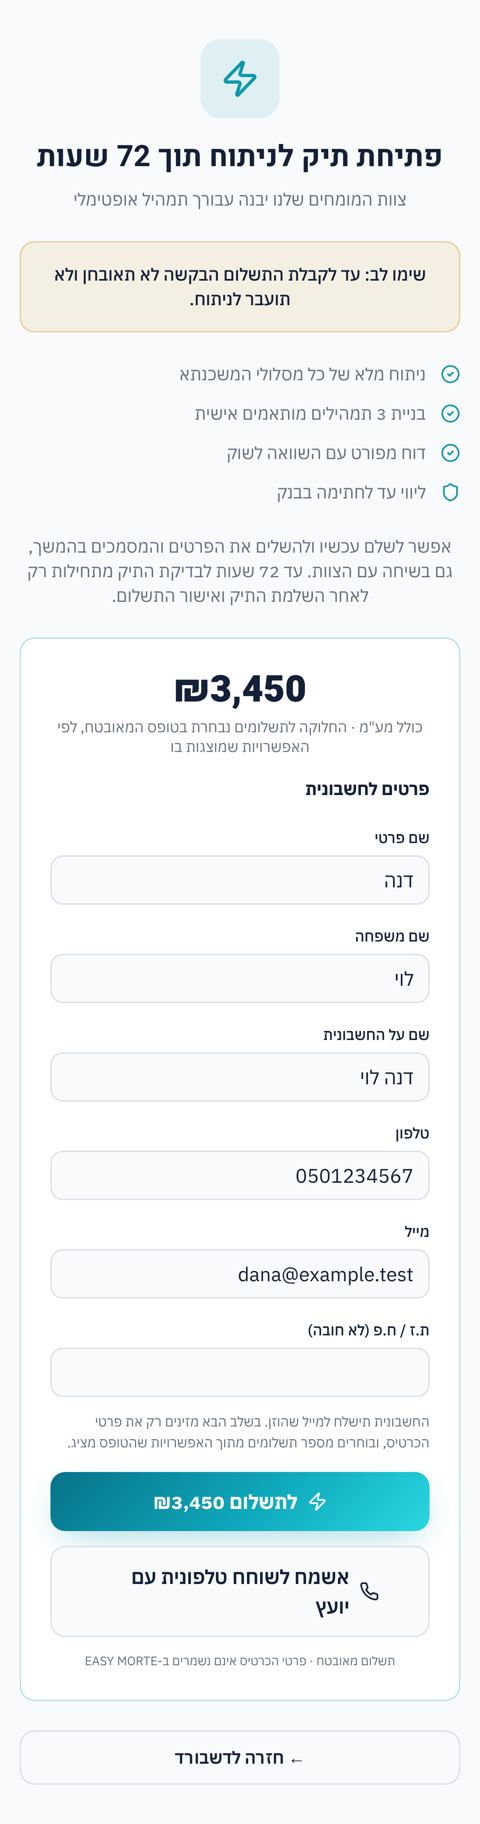 פתיחת תיק לניתוח תוך 72 שעות
צוות המומחים שלנו יבנה עבורך תמהיל אופטימלי
שימו לב: עד לקבלת התשלום הבקשה לא תאובחן ולא
תועבר לניתוח.
ניתוח מלא של כל מסלולי המשכנתא
בניית 3 תמהילים מותאמים אישית
דוח מפורט עם השוואה לשוק
ליווי עד לחתימה בבנק
אפשר לשלם עכשיו ולהשלים את הפרטים והמסמכים בהמשך,
גם בשיחה עם הצוות. עד 72 שעות לבדיקת התיק מתחילות רק
לאחר השלמת התיק ואישור התשלום.
₪3,450
כולל מע"מ · החלוקה לתשלומים נבחרת בטופס המאובטח, לפי
האפשרויות שמוצגות בו
פרטים לחשבונית
שם פרטי
דנה
שם משפחה
לוי
שם על החשבונית
דנה לוי
טלפון
0501234567
מייל
dana@example.test
ת.ז / ח.פ (לא חובה)
החשבונית תישלח למייל שהוזן. בשלב הבא מזינים רק את פרטי
הכרטיס, ובוחרים מספר תשלומים מתוך האפשרויות שהטופס מציג.
לתשלום ₪3,450
אשמח לשוחח טלפונית עם
יועץ
תשלום מאובטח · פרטי הכרטיס אינם נשמרים ב-EASY MORTE
← חזרה לדשבורד